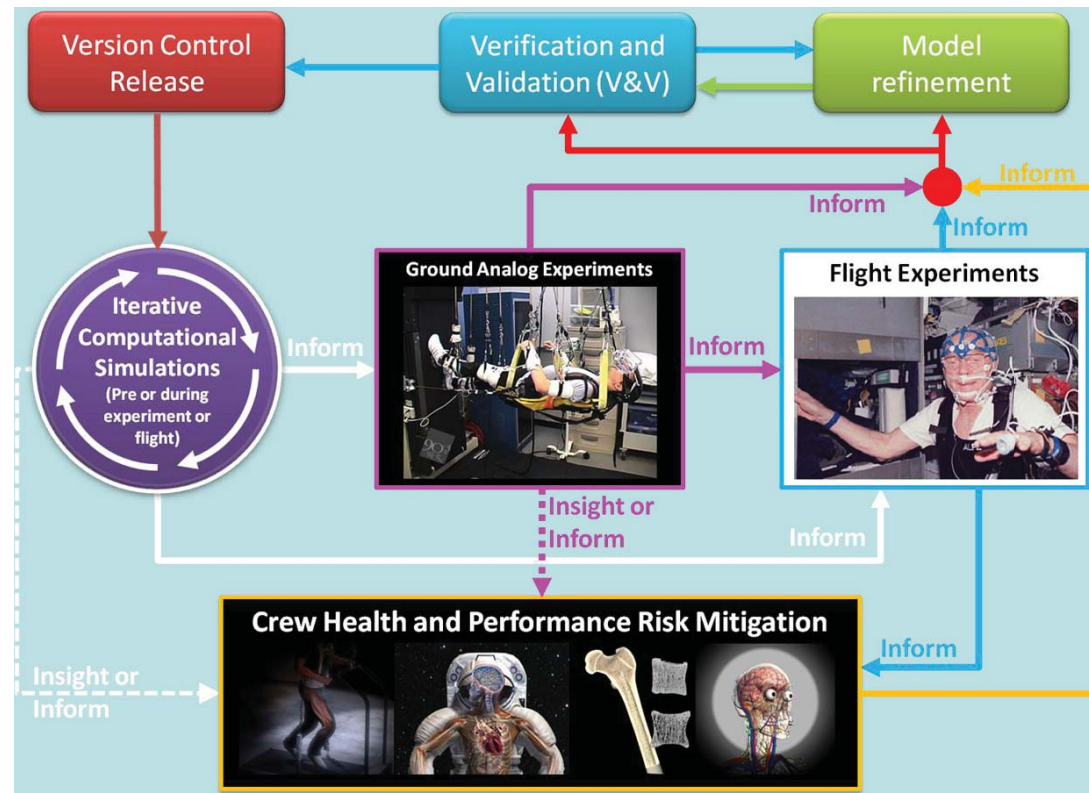 Version Control
Release
Verification and
Validation (V&V)
Model
refinement
Inform
Inform
Inform
Ground Analog Experiments
Flight Experiments
Iterative
Computational
Simulations
(Pre or during
experiment or
flight)
Inform
Inform
Insight or
Inform
Inform
Crew Health and Performance Risk Mitigation
Inform
Insight or
Inform